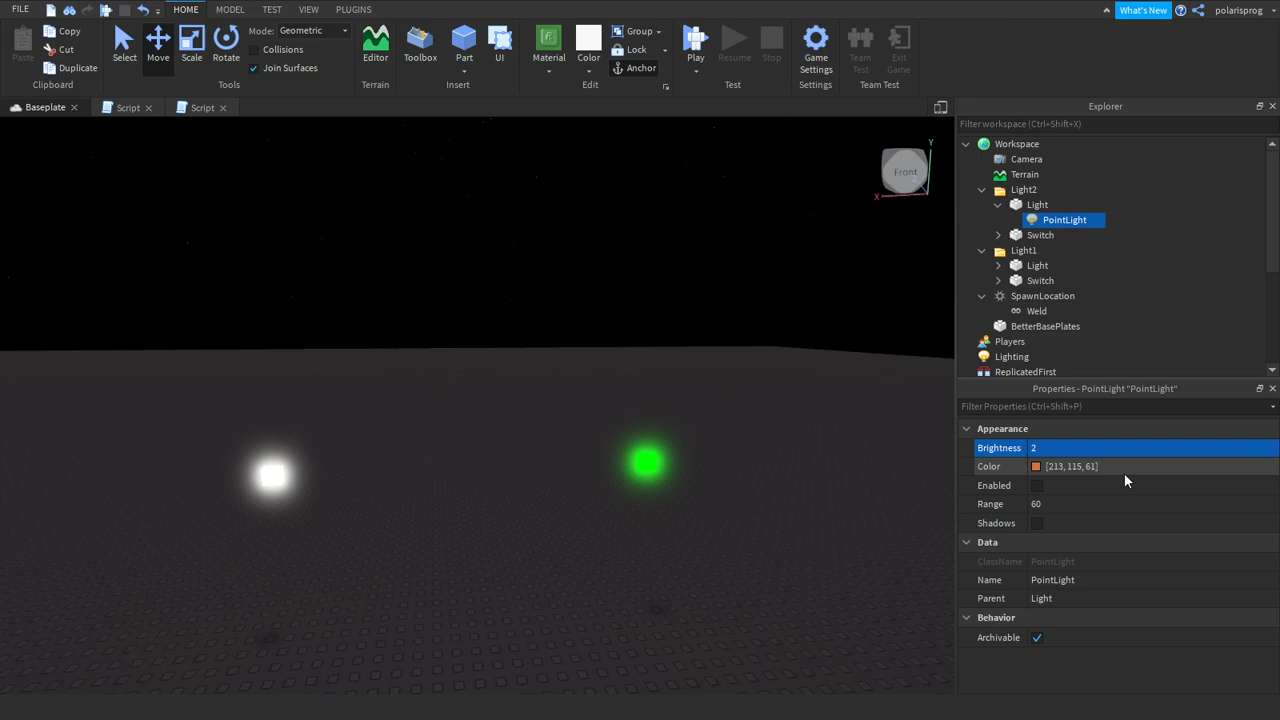 FILE HOME MODEL TEST VIEW PLUGINS What's New polarisprog
Paste Copy Cut Duplicate Clipboard
Select Move Scale Rotate Mode: Geometric Collisions Join Surfaces Tools
Editor Terrain
Toolbox Part UI Insert
Material Color Group Lock Anchor Edit
Play Resume Stop Test
Game Settings Settings
Team Test Exit Game Team Test
Baseplate Script Script
Front
X
Y
Explorer
Filter workspace (Ctrl+Shift+X)
Workspace
Camera
Terrain
Light2
Light
PointLight
Switch
Light1
Light
Switch
SpawnLocation
Weld
BetterBasePlates
Players
Lighting
ReplicatedFirst
Properties - PointLight "PointLight"
Filter Properties (Ctrl+Shift+P)
Appearance
Brightness 2
Color [213, 115, 61]
Enabled
Range 60
Shadows
Data
ClassName PointLight
Name PointLight
Parent Light
Behavior
Archivable